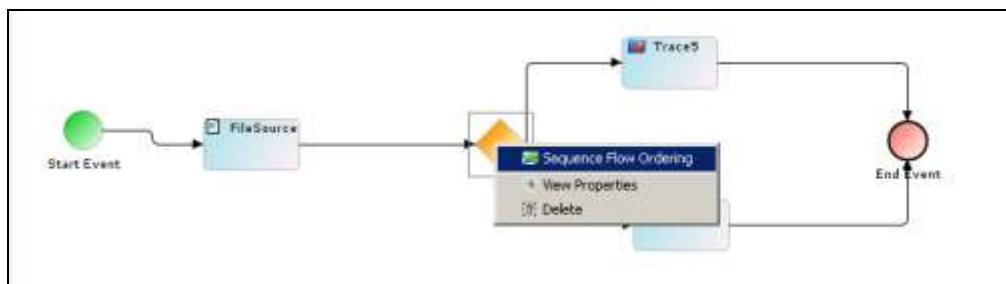 Trace5
FileSource
Start Event
Sequence Flow Ordering
View Properties
Delete
End Event